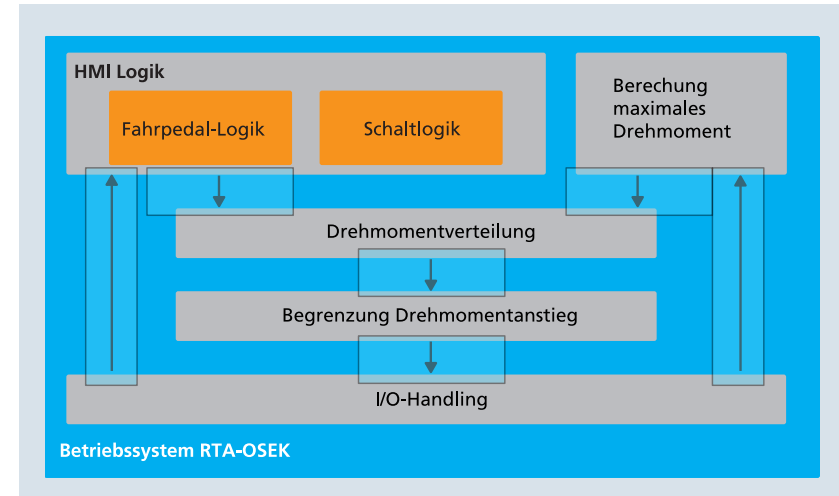 HMI Logik
Fahrpedal-Logik
Schaltlogik
Berechung
maximales
Drehmoment
Drehmomentverteilung
Begrenzung Drehmomentanstieg
I/O-Handling
Betriebssystem RTA-OSEK